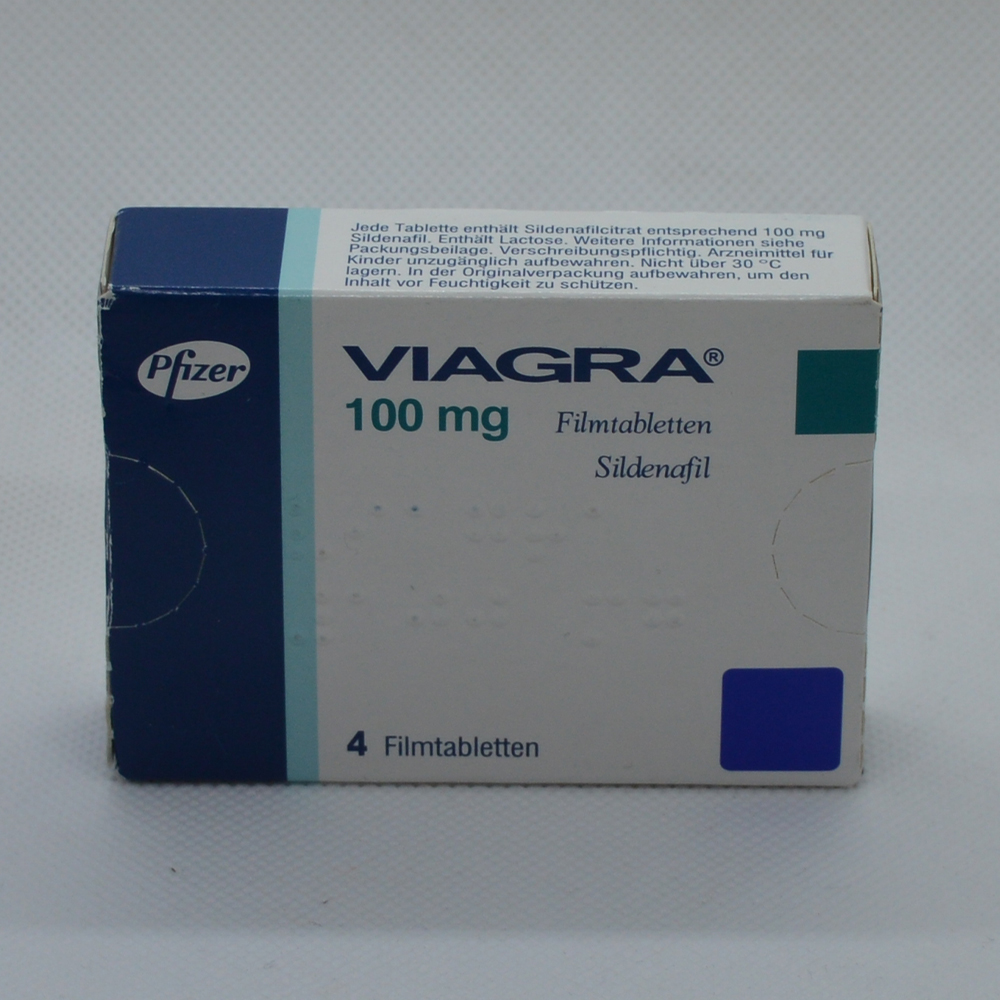 Jede Tablette enthält Sildenafilcitrat entsprechend 100 mg
Sildenafil. Enthält Lactose. Weitere Informationen siehe
Packungsbeilage. Verschreibungspflichtig. Arzneimittel für
Kinder unzugänglich aufbewahren. Nicht über 30 °C
lagern. In der Originalverpackung aufbewahren, um den
Inhalt vor Feuchtigkeit zu schützen.
Pfizer
VIAGRA®
100 mg Filmtabletten
Sildenafil
4 Filmtabletten